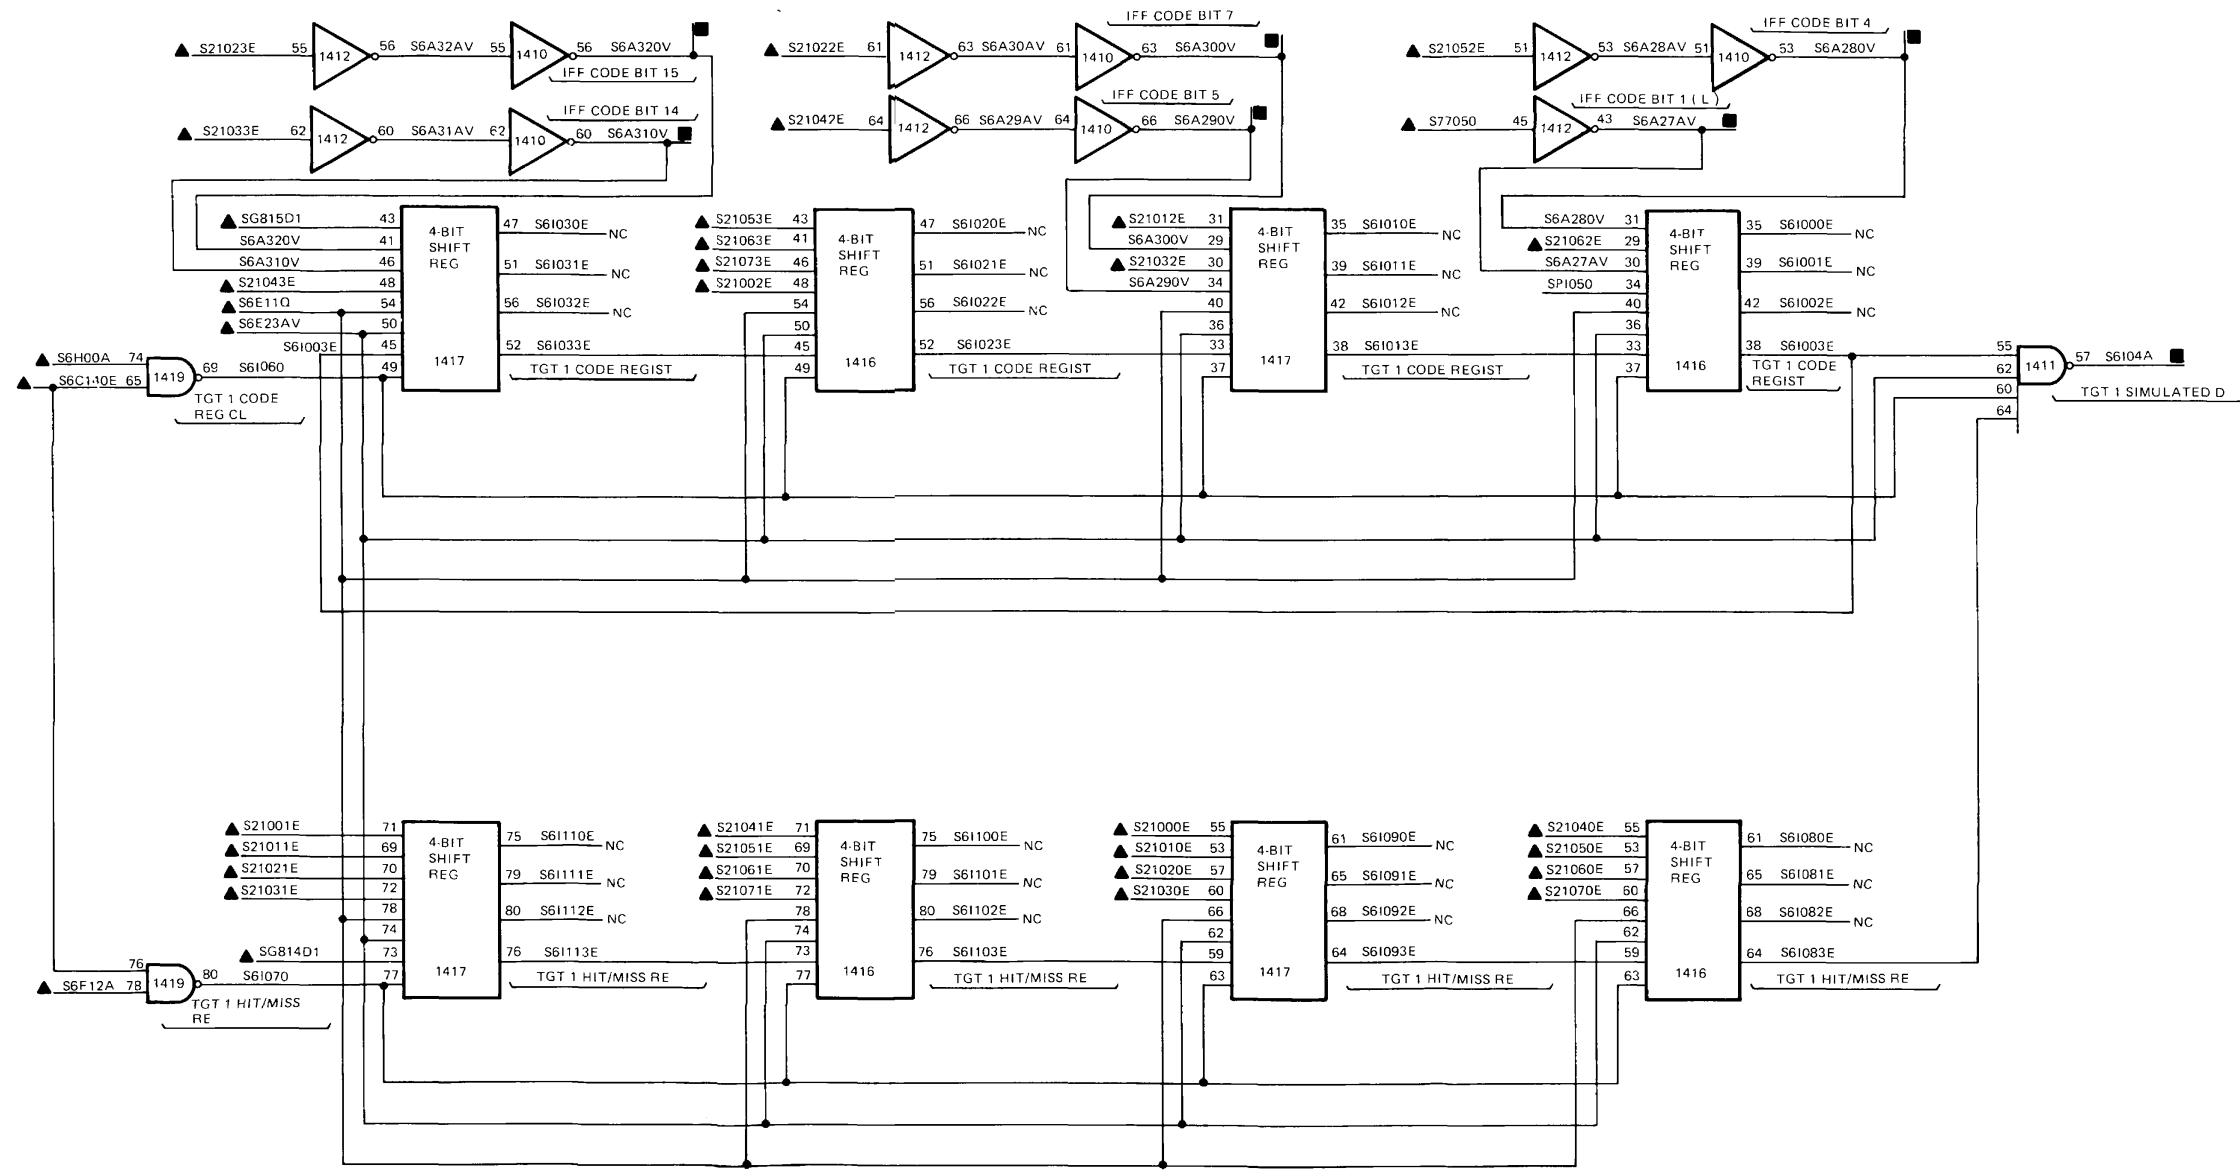 S21023E 55 1412 56 S6A32AV 55 1410 56 S6A320V
IFF CODE BIT 15
IFF CODE BIT 14
S21033E 62 1412 60 S6A31AV 62 1410 60 S6A310V
IFF CODE BIT 7
S21022E 61 1412 63 S6A30AV 61 1410 63 S6A300V
IFF CODE BIT 5
S21042E 64 1412 66 S6A29AV 64 1410 66 S6A290V
IFF CODE BIT 4
S21052E 51 1412 53 S6A28AV 51 1410 53 S6A280V
IFF CODE BIT 1 ( L )
S77050 45 1412 43 S6A27AV
SG815D1 43
S6A320V 41
S6A310V 46
S21043E 48
S6E11Q 54
S6E23AV 50
S6I003E 45
49
4-BIT
SHIFT
REG
1417
47 S6I030E NC
51 S6I031E NC
56 S6I032E NC
52 S6I033E
TGT 1 CODE REGIST
S6H00A 74
S6C140E 65
1419
69 S6I060
TGT 1 CODE
REG CL
S21053E 43
S21063E 41
S21073E 46
S21002E 48
54
50
45
49
4-BIT
SHIFT
REG
1416
47 S6I020E NC
51 S6I021E NC
56 S6I022E NC
52 S6I023E
TGT 1 CODE REGIST
S21012E 31
S6A300V 29
S21032E 30
S6A290V 34
40
36
33
37
4-BIT
SHIFT
REG
1417
35 S6I010E NC
39 S6I011E NC
42 S6I012E NC
38 S6I013E
TGT 1 CODE REGIST
S6A280V 31
S21062E 29
S6A27AV 30
SPI050 34
40
36
33
37
4-BIT
SHIFT
REG
1416
35 S6I000E NC
39 S6I001E NC
42 S6I002E NC
38 S6I003E
TGT 1 CODE
REGIST
55
62
60
64
1411
57 S6I04A
TGT 1 SIMULATED D
S21001E 71
S21011E 69
S21021E 70
S21031E 72
78
74
SG814D1 73
77
4-BIT
SHIFT
REG
1417
75 S6I110E NC
79 S6I111E NC
80 S6I112E NC
76 S6I113E
TGT 1 HIT/MISS RE
76
S6F12A 78
1419
80 S6I070
TGT 1 HIT/MISS
RE
S21041E 71
S21051E 69
S21061E 70
S21071E 72
78
74
73
77
4-BIT
SHIFT
REG
1416
75 S6I100E NC
79 S6I101E NC
80 S6I102E NC
76 S6I103E
TGT 1 HIT/MISS RE
S21000E 55
S21010E 53
S21020E 57
S21030E 60
66
62
59
63
4-BIT
SHIFT
REG
1417
61 S6I090E NC
65 S6I091E NC
68 S6I092E NC
64 S6I093E
TGT 1 HIT/MISS RE
S21040E 55
S21050E 53
S21060E 57
S21070E 60
66
62
59
63
4-BIT
SHIFT
REG
1416
61 S6I080E NC
65 S6I081E NC
68 S6I082E NC
64 S6I083E
TGT 1 HIT/MISS RE